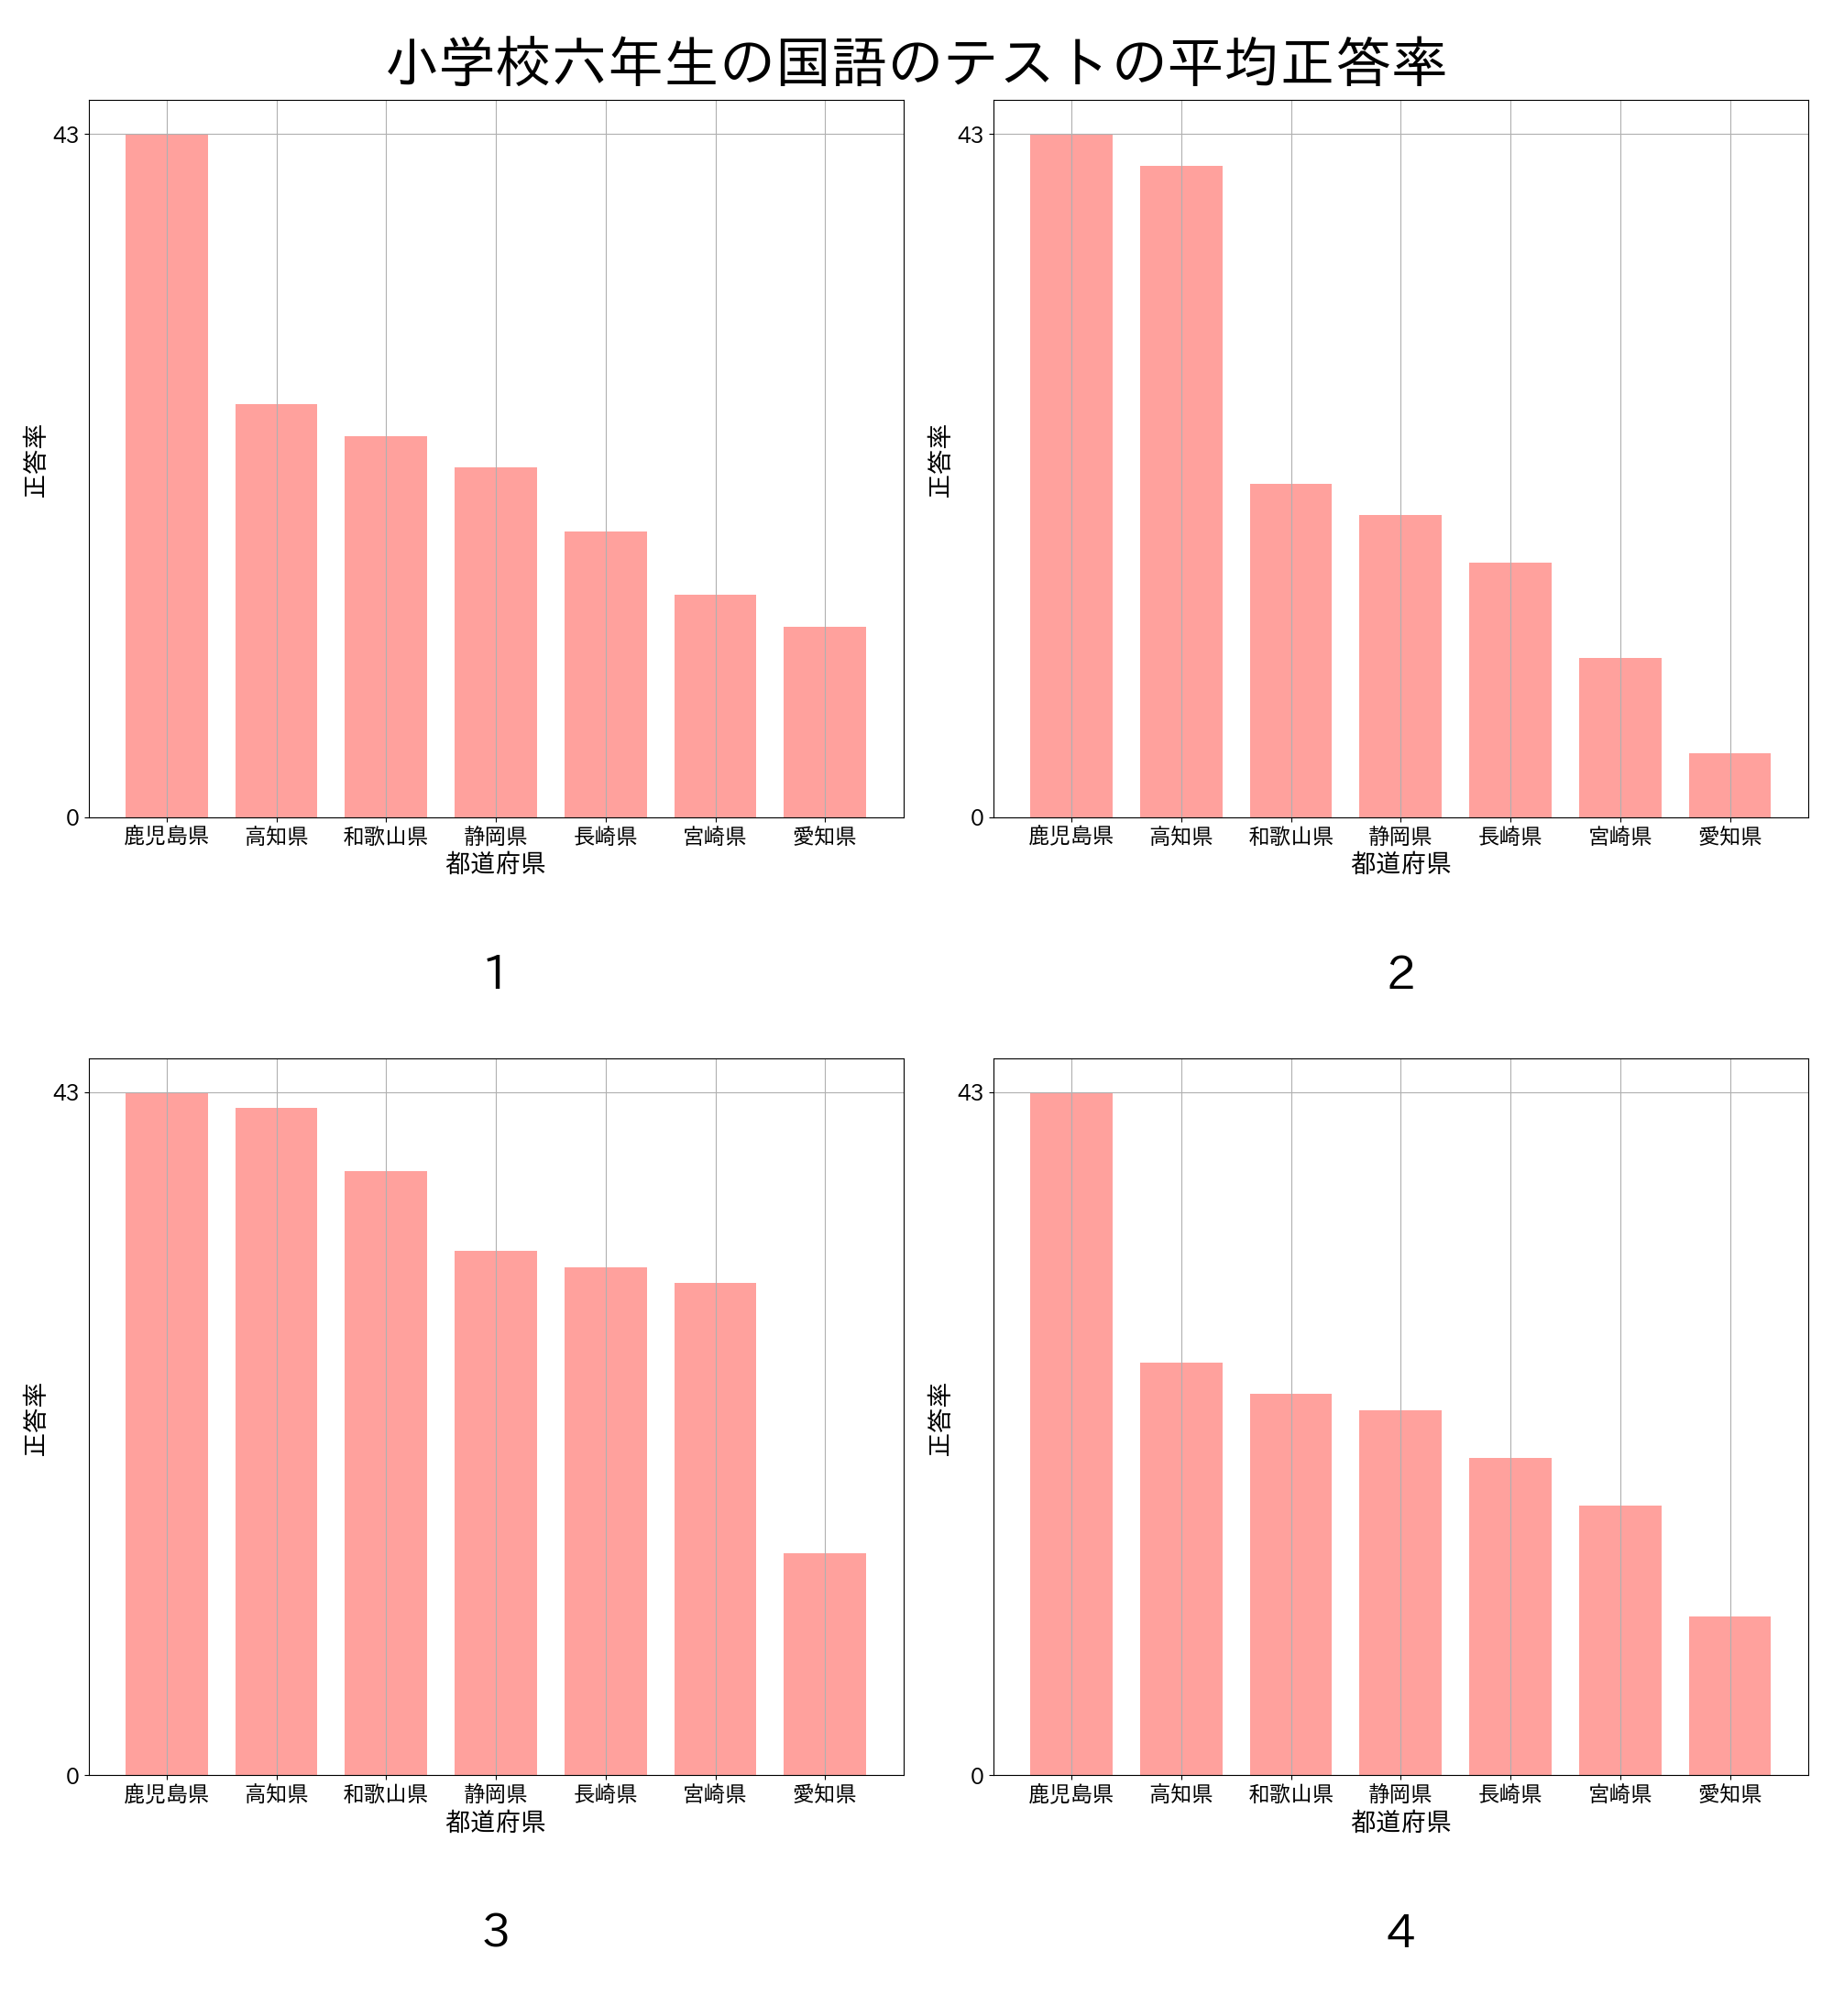 小学校六年生の国語のテストの平均正答率
43
0
正答率
鹿児島県 高知県 和歌山県 静岡県 長崎県 宮崎県 愛知県
都道府県
1
43
0
正答率
鹿児島県 高知県 和歌山県 静岡県 長崎県 宮崎県 愛知県
都道府県
2
43
0
正答率
鹿児島県 高知県 和歌山県 静岡県 長崎県 宮崎県 愛知県
都道府県
3
43
0
正答率
鹿児島県 高知県 和歌山県 静岡県 長崎県 宮崎県 愛知県
都道府県
4